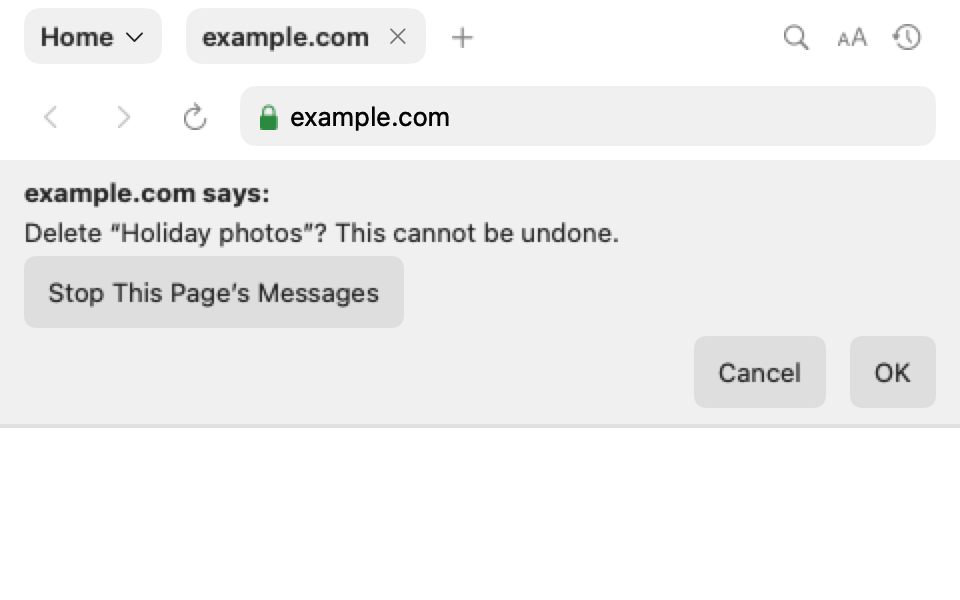 Home
example.com
AA
example.com
example.com says:
Delete “Holiday photos”? This cannot be undone.
Stop This Page’s Messages
Cancel
OK